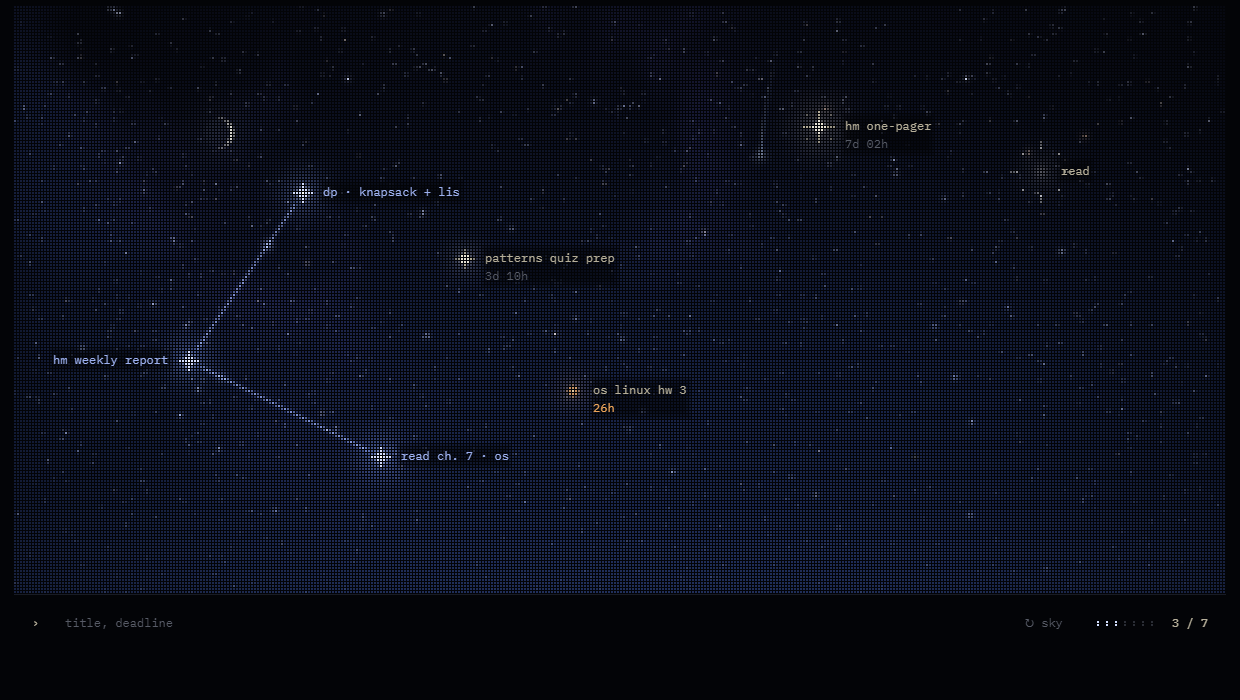 hm one-pager
7d 02h
read
dp · knapsack + lis
patterns quiz prep
3d 10h
hm weekly report
os linux hw 3
26h
read ch. 7 · os
› title, deadline
↻ sky
3 / 7